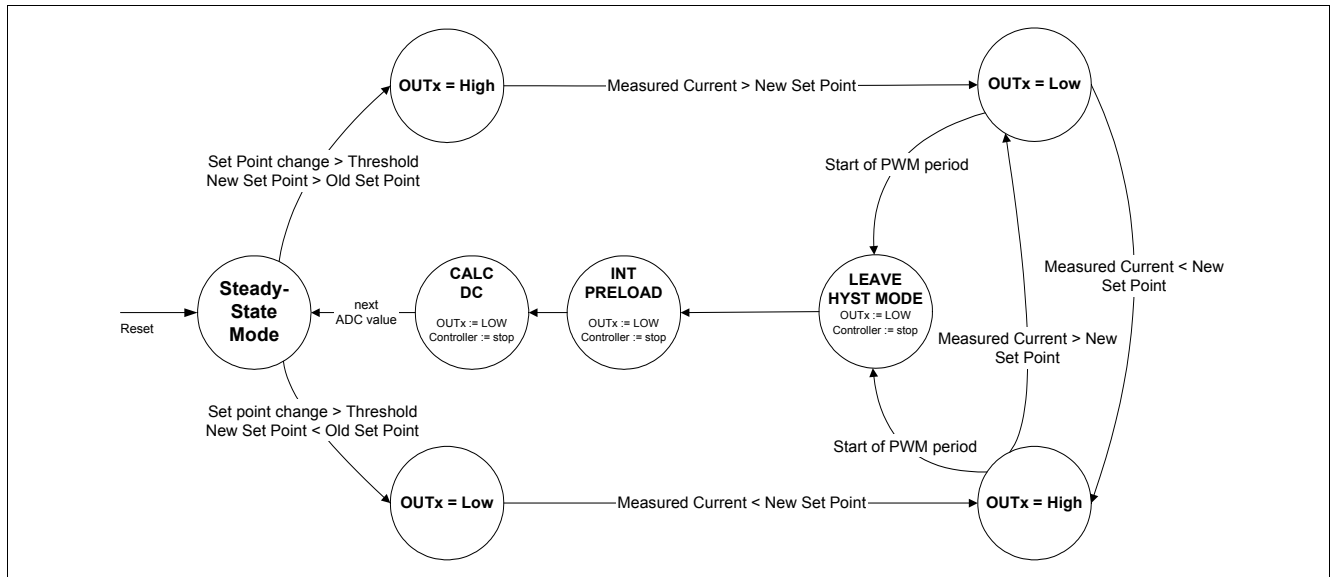 OUTx = High
Measured Current > New Set Point
OUTx = Low
Set Point change > Threshold
New Set Point > Old Set Point
Start of PWM period
Reset
Steady-
State
Mode
next
ADC value
CALC
DC
OUTx := LOW
Controller := stop
INT
PRELOAD
OUTx := LOW
Controller := stop
LEAVE
HYST MODE
OUTx := LOW
Controller := stop
Measured Current < New
Set Point
Measured Current > New
Set Point
Set point change > Threshold
New Set Point < Old Set Point
Start of PWM period
OUTx = Low
Measured Current < New Set Point
OUTx = High